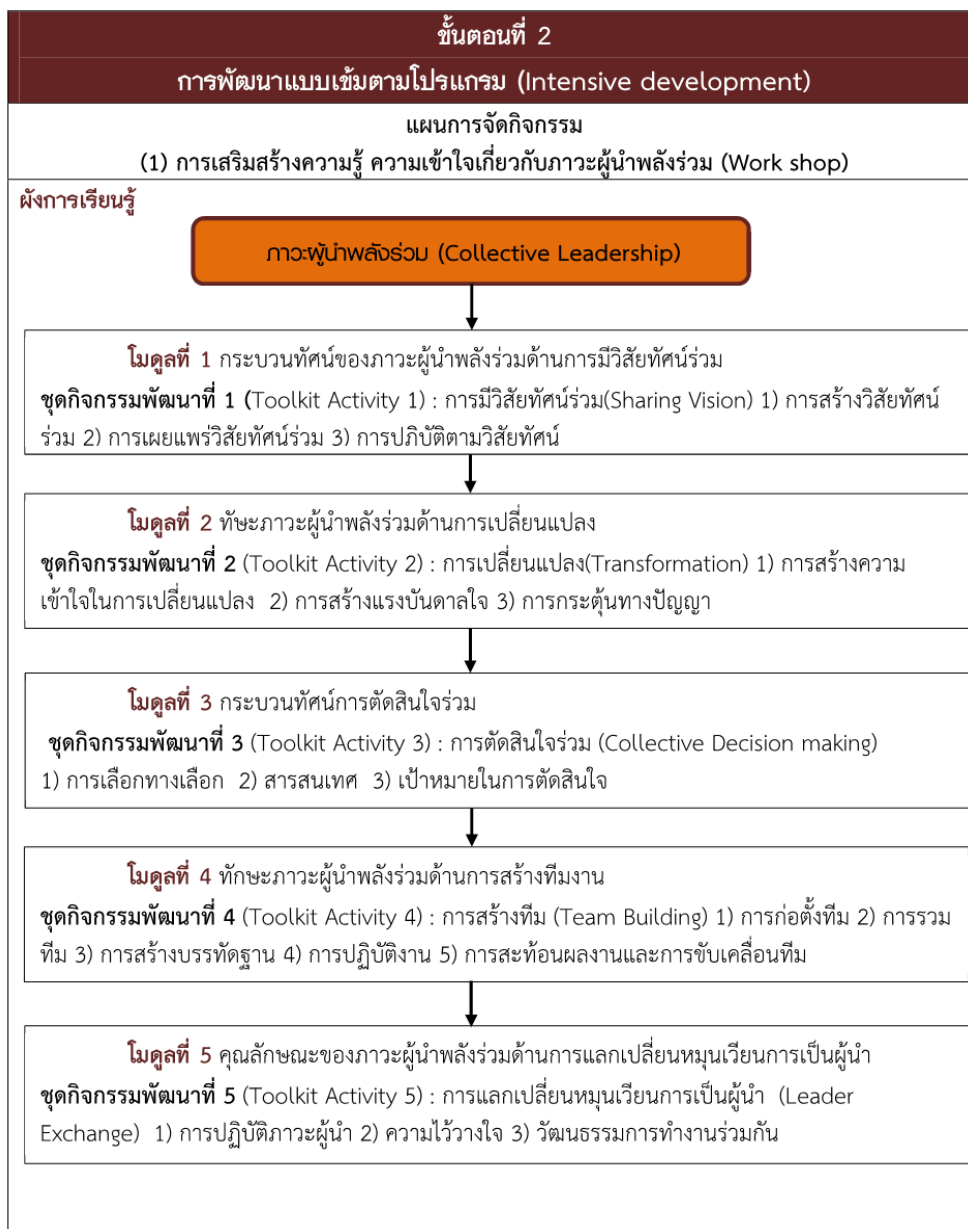 ขั้นตอนที่ 2
การพัฒนาแบบเข้มตามโปรแกรม (Intensive development)
แผนการจัดกิจกรรม
(1) การเสริมสร้างความรู้ ความเข้าใจเกี่ยวกับภาวะผู้นำพลังร่วม (Work shop)
ผังการเรียนรู้
ภาวะผู้นำพลังร่วม (Collective Leadership)
โมดูลที่ 1 กระบวนทัศน์ของภาวะผู้นำพลังร่วมด้านการมีวิสัยทัศน์ร่วม
ชุดกิจกรรมพัฒนาที่ 1 (Toolkit Activity 1) : การมีวิสัยทัศน์ร่วม(Sharing Vision) 1) การสร้างวิสัยทัศน์
ร่วม 2) การเผยแพร่วิสัยทัศน์ร่วม 3) การปภิบัติตามวิสัยทัศน์
โมดูลที่ 2 ทัษะภาวะผู้นำพลังร่วมด้านการเปลี่ยนแปลง
ชุดกิจกรรมพัฒนาที่ 2 (Toolkit Activity 2) : การเปลี่ยนแปลง(Transformation) 1) การสร้างความ
เข้าใจในการเปลี่ยนแปลง 2) การสร้างแรงบันดาลใจ 3) การกระตุ้นทางปัญญา
โมดูลที่ 3 กระบวนทัศน์การตัดสินใจร่วม
ชุดกิจกรรมพัฒนาที่ 3 (Toolkit Activity 3) : การตัดสินใจร่วม (Collective Decision making)
1) การเลือกทางเลือก 2) สารสนเทศ 3) เป้าหมายในการตัดสินใจ
โมดูลที่ 4 ทักษะภาวะผู้นำพลังร่วมด้านการสร้างทีมงาน
ชุดกิจกรรมพัฒนาที่ 4 (Toolkit Activity 4) : การสร้างทีม (Team Building) 1) การก่อตั้งทีม 2) การรวม
ทีม 3) การสร้างบรรทัดฐาน 4) การปฏิบัติงาน 5) การสะท้อนผลงานและการขับเคลื่อนทีม
โมดูลที่ 5 คุณลักษณะของภาวะผู้นำพลังร่วมด้านการแลกเปลี่ยนหมุนเวียนการเป็นผู้นำ
ชุดกิจกรรมพัฒนาที่ 5 (Toolkit Activity 5) : การแลกเปลี่ยนหมุนเวียนการเป็นผู้นำ (Leader
Exchange) 1) การปฏิบัติภาวะผู้นำ 2) ความไว้วางใจ 3) วัฒนธรรมการทำงานร่วมกัน